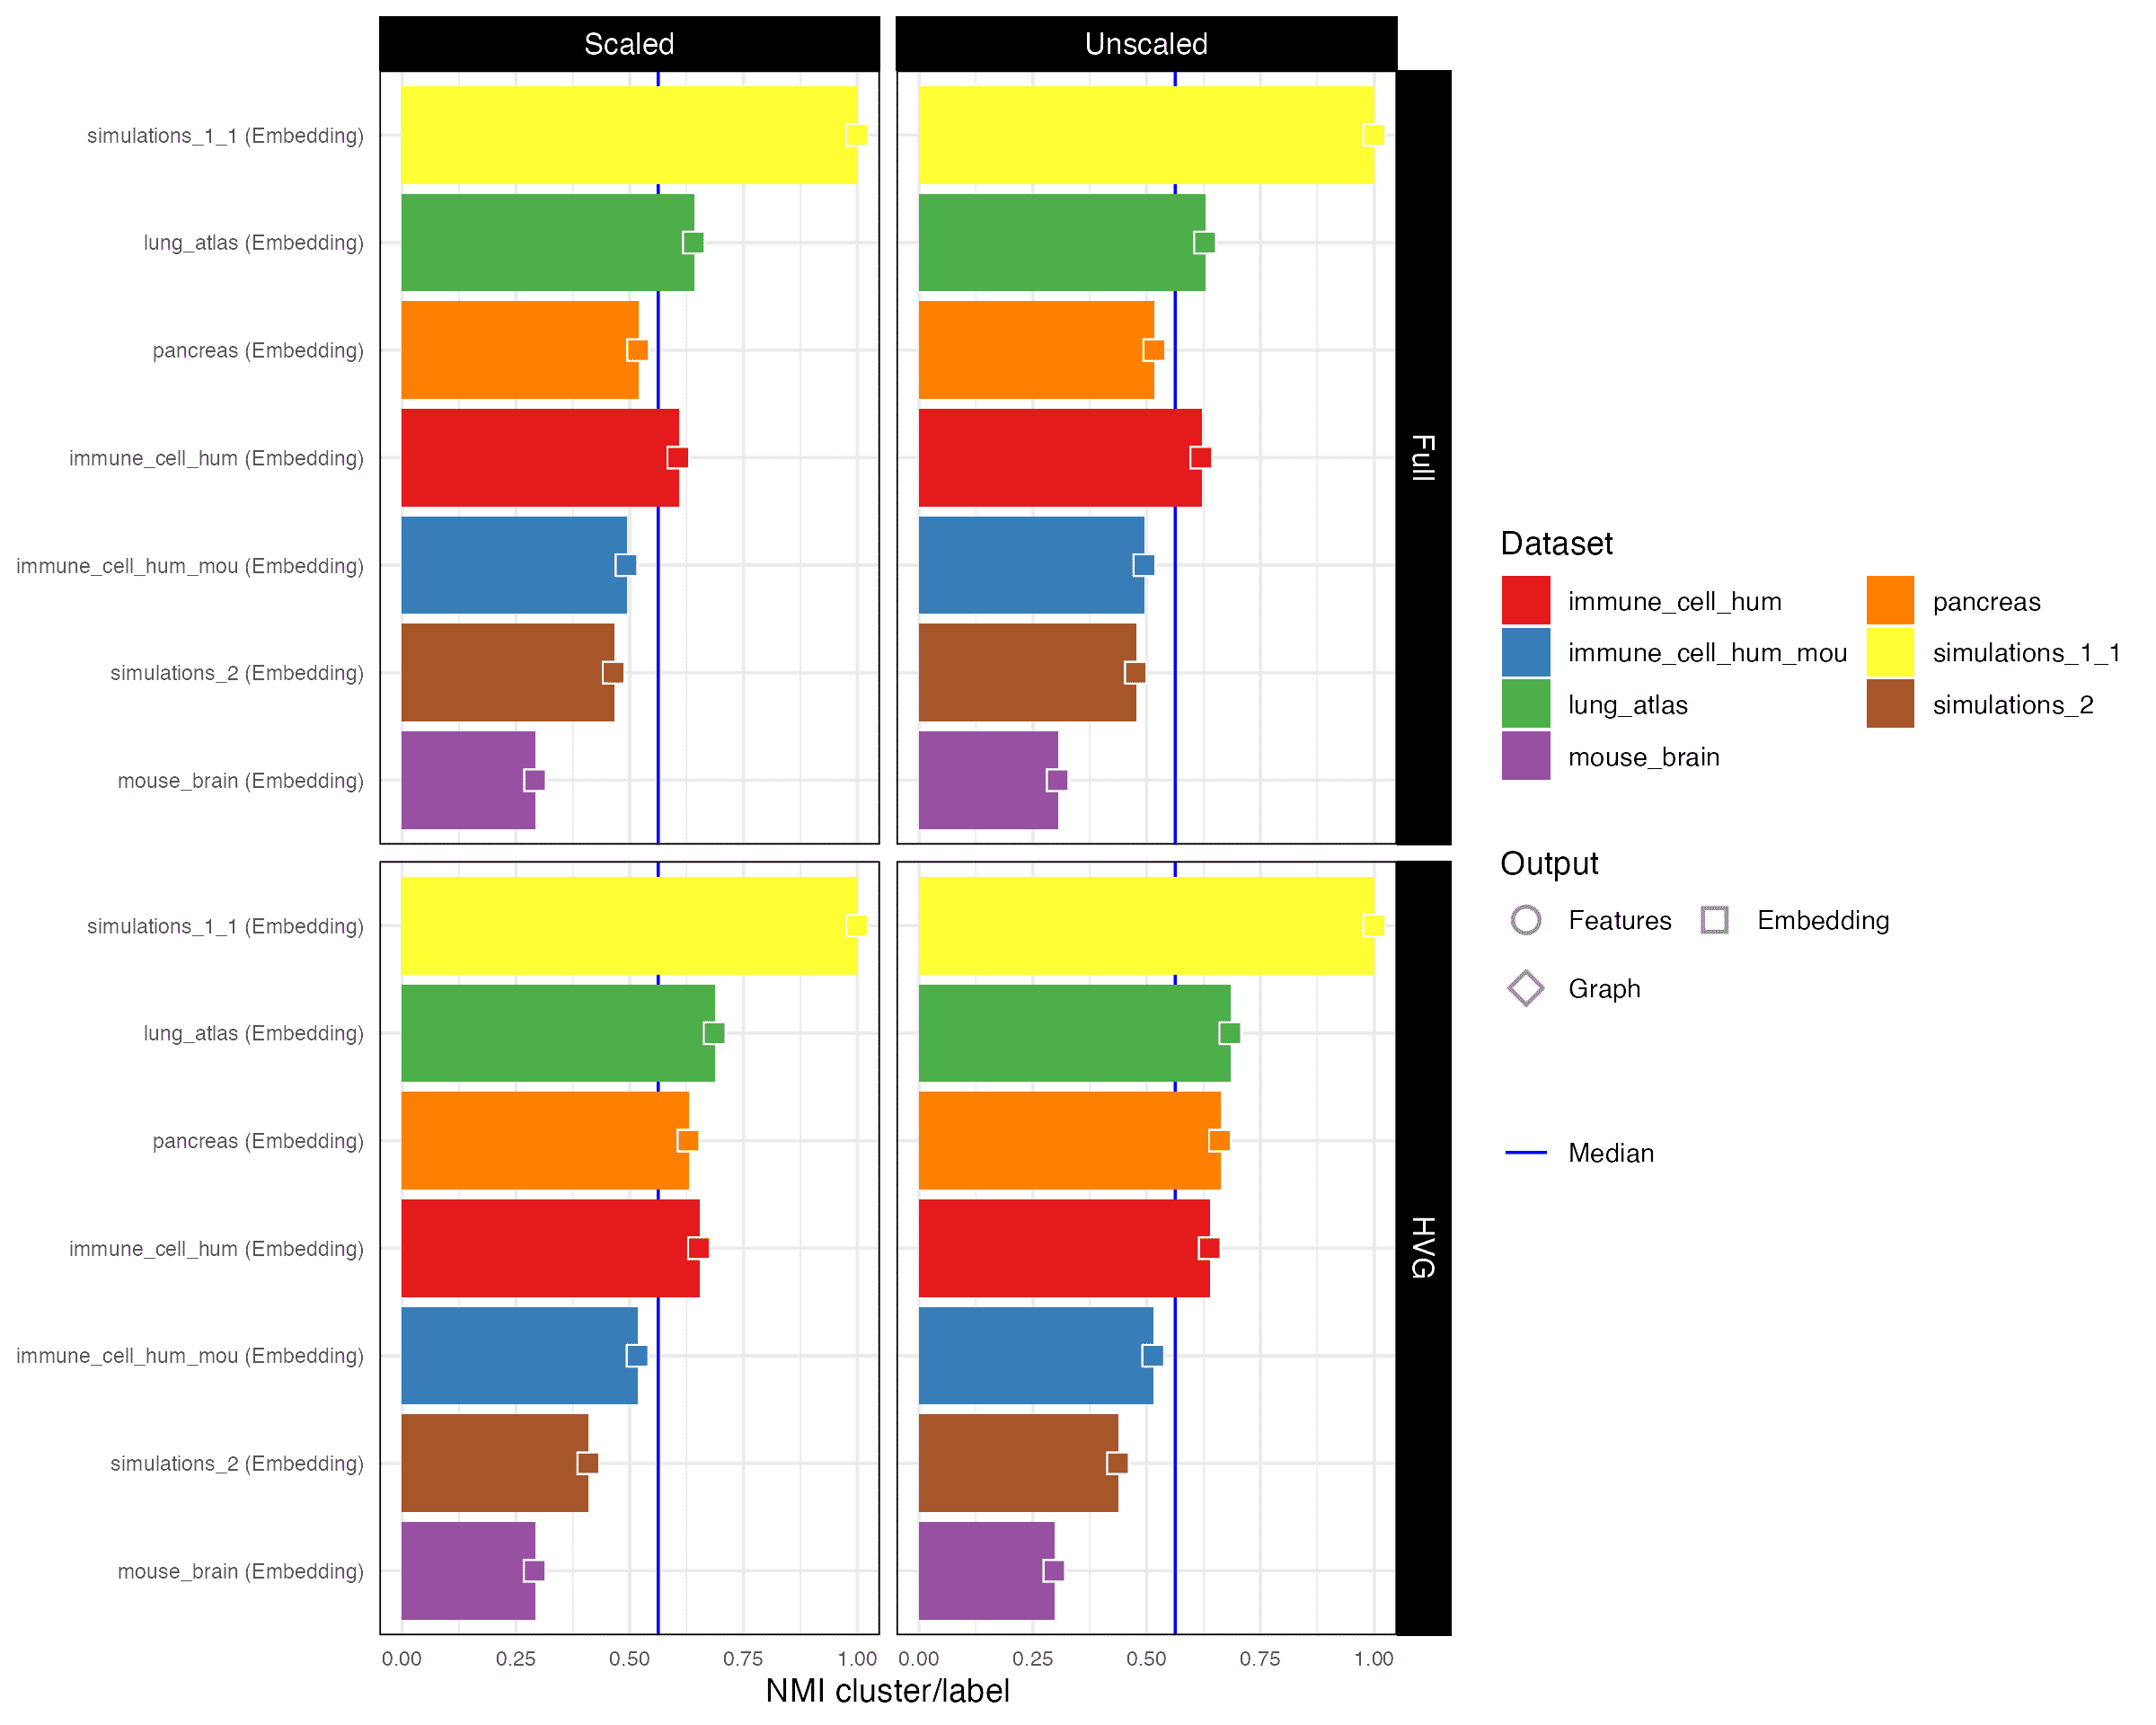 Scaled
Unscaled
simulations_1_1 (Embedding)
lung_atlas (Embedding)
pancreas (Embedding)
immune_cell_hum (Embedding)
immune_cell_hum_mou (Embedding)
simulations_2 (Embedding)
mouse_brain (Embedding)
Full
simulations_1_1 (Embedding)
lung_atlas (Embedding)
pancreas (Embedding)
immune_cell_hum (Embedding)
immune_cell_hum_mou (Embedding)
simulations_2 (Embedding)
mouse_brain (Embedding)
HVG
0.00 0.25 0.50 0.75 1.00 0.00 0.25 0.50 0.75 1.00
NMI cluster/label
Dataset
immune_cell_hum pancreas
immune_cell_hum_mou simulations_1_1
lung_atlas simulations_2
mouse_brain
Output
Features Embedding
Graph
Median